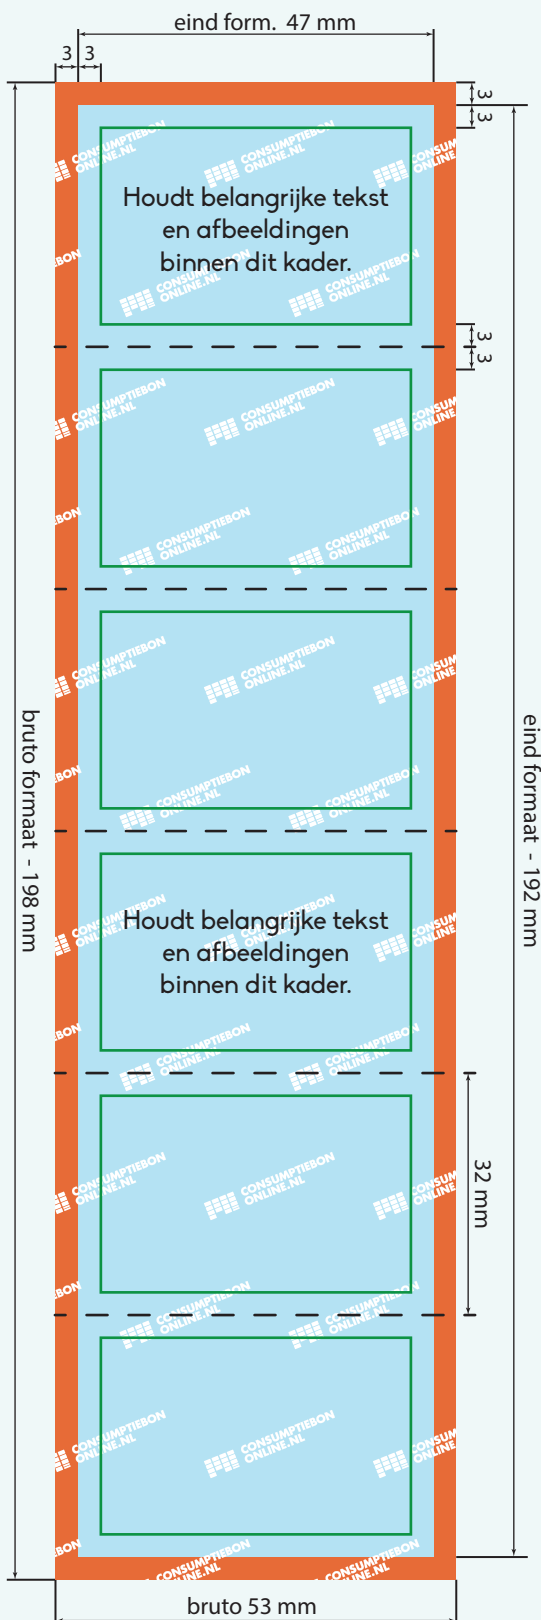 eind form. 47 mm
3 3
3
3
Houdt belangrijke tekst
en afbeeldingen
binnen dit kader.
3
3
CONSUMPTIEBON
ONLINE.NL
bruto formaat - 198 mm
eind formaat - 192 mm
Houdt belangrijke tekst
en afbeeldingen
binnen dit kader.
32 mm
bruto 53 mm